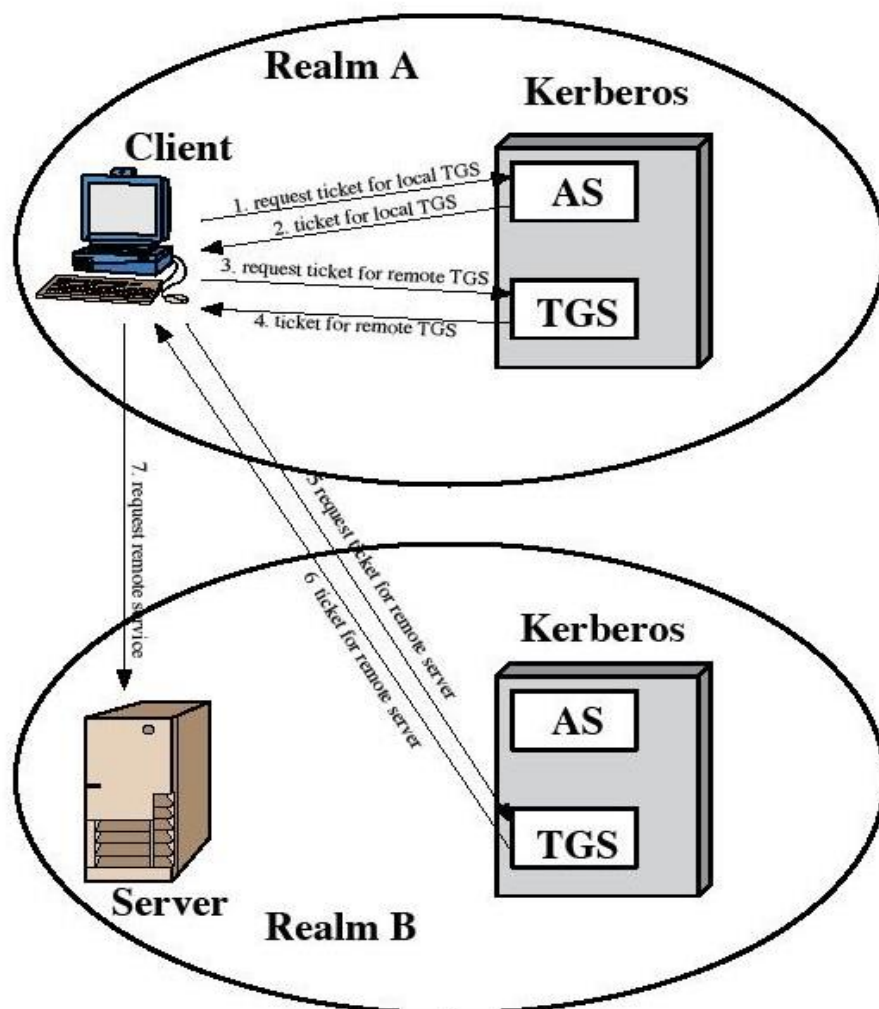 Realm A
Kerberos
Client
AS
1. request ticket for local TGS
2. ticket for local TGS
3. request ticket for remote TGS
TGS
4. ticket for remote TGS
7. request remote service
5 request ticket for remote server
6 ticket for remote server
Kerberos
AS
TGS
Server
Realm B